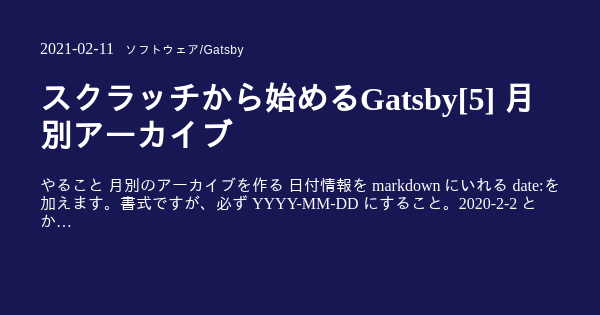 2021-02-11 ソフトウェア/Gatsby
スクラッチから始めるGatsby[5] 月
別アーカイブ
やること 月別のアーカイブを作る 日付情報を markdown にいれる date:を
加えます。書式ですが、必ず YYYY-MM-DD にすること。2020-2-2 と
か…